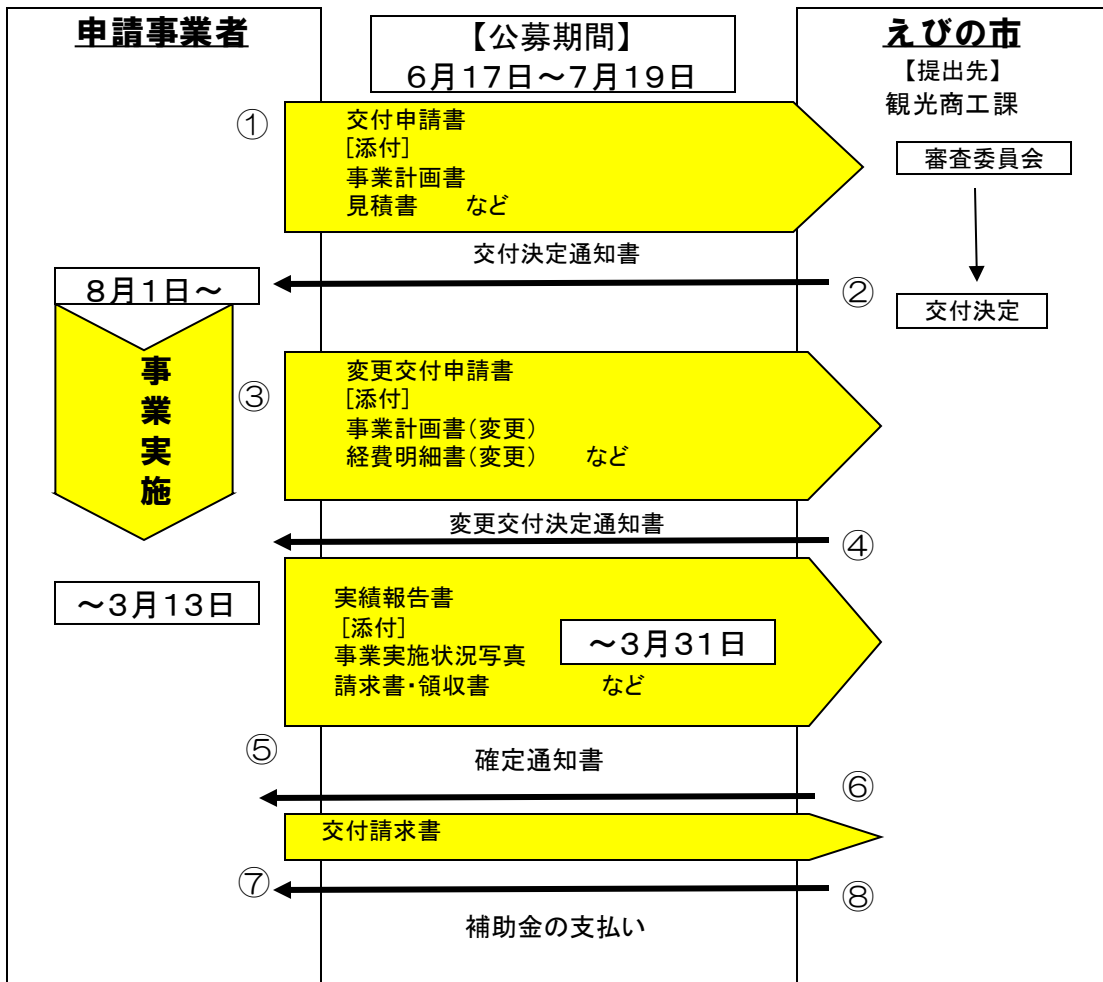 申請事業者
【公募期間】
6月17日～7月19日
えびの市
【提出先】
観光商工課
①
交付申請書
[添付]
事業計画書
見積書　　など
審査委員会
交付決定通知書
8月1日～
②
交付決定
事業実施
③
変更交付申請書
[添付]
事業計画書(変更)
経費明細書(変更)　　など
変更交付決定通知書
④
～3月13日
実績報告書
[添付]
事業実施状況写真
～3月31日
請求書・領収書　　など
⑤
確定通知書
⑥
交付請求書
⑦
⑧
補助金の支払い